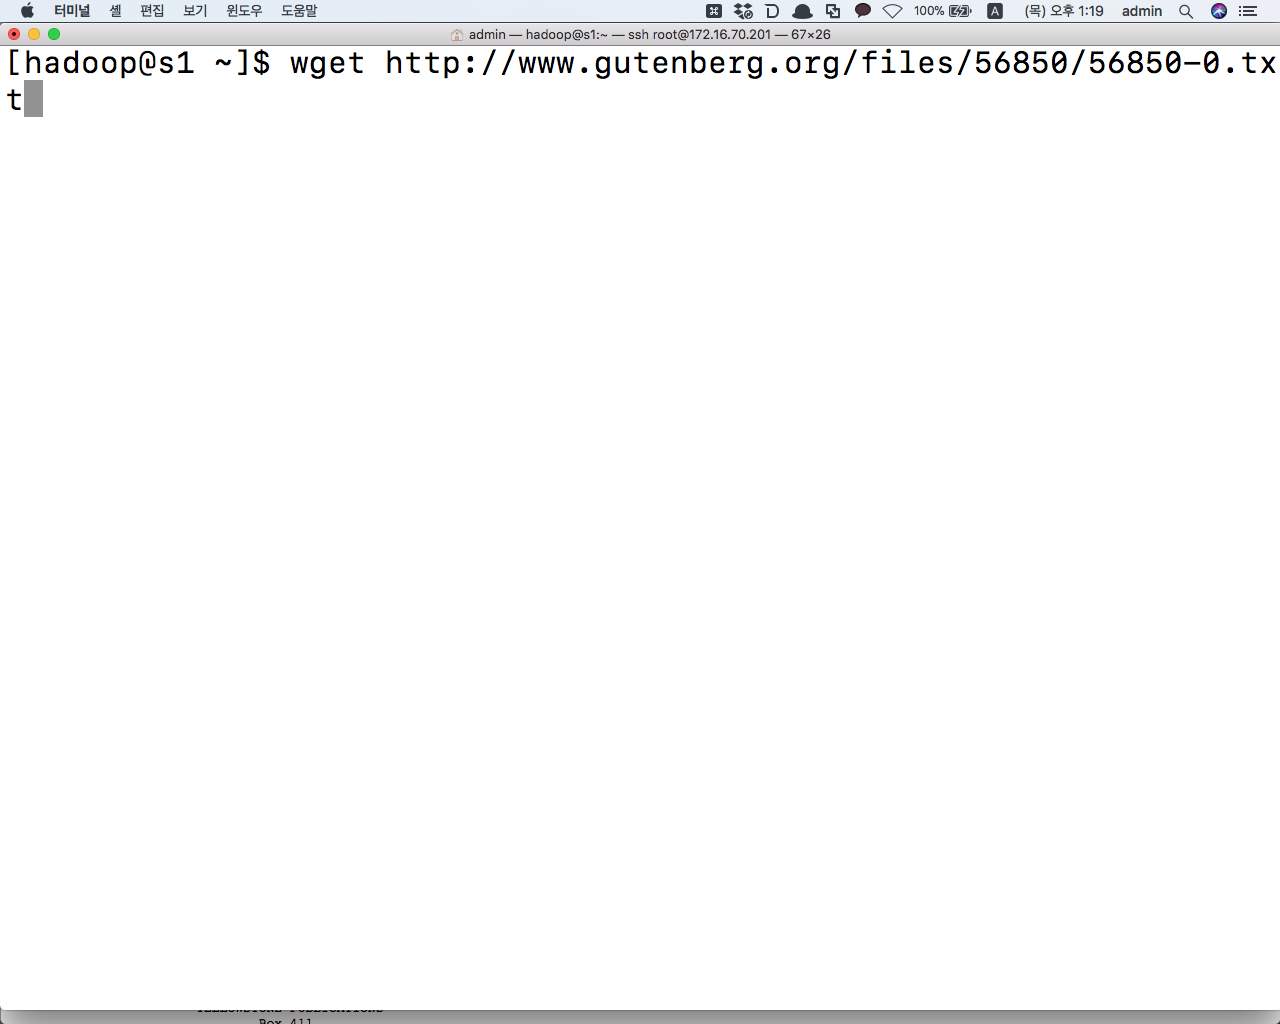 터미널 셸 편집 보기 윈도우 도움말 100% A (목) 오후 1:19 admin
admin — hadoop@s1:~ — ssh root@172.16.70.201 — 67×26
[hadoop@s1 ~]$ wget http://www.gutenberg.org/files/56850/56850-0.tx
t
Box 411